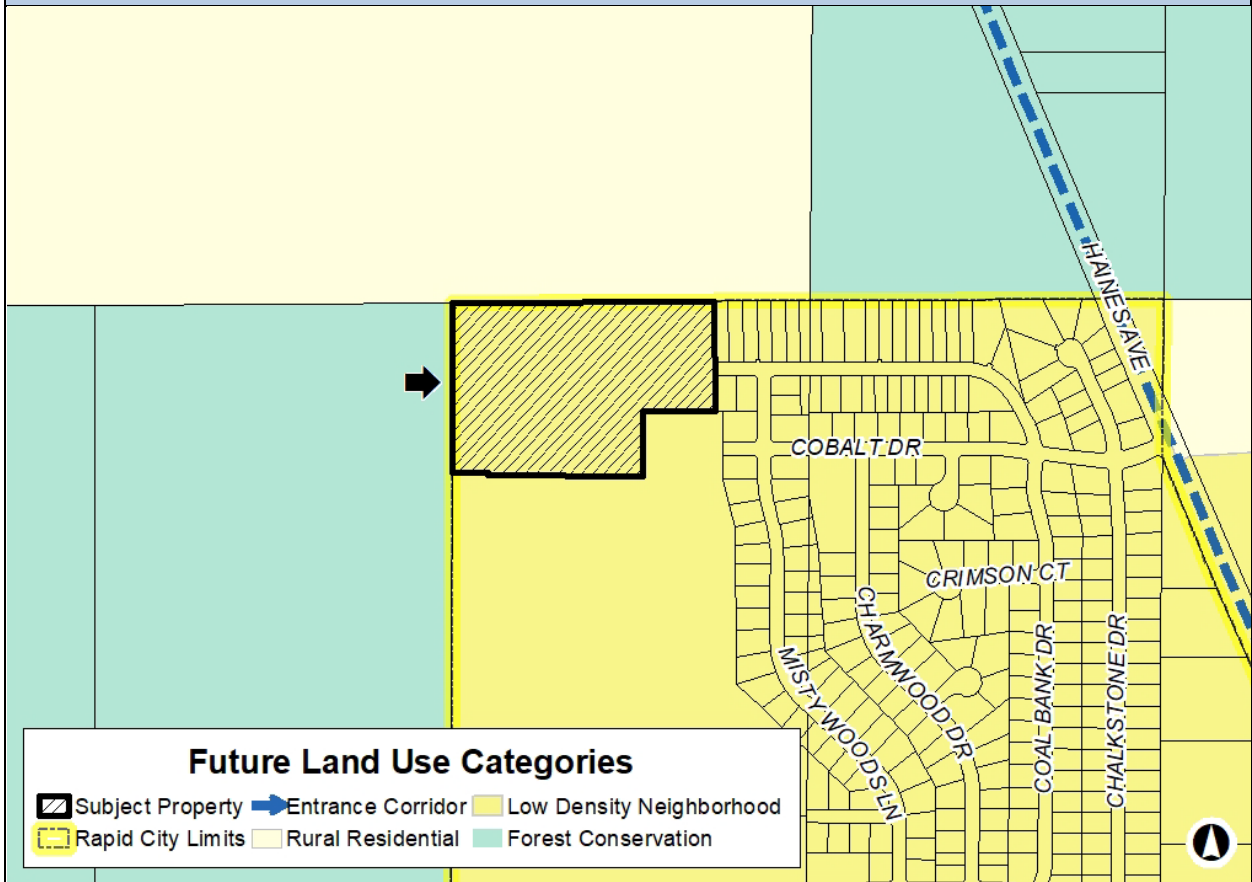 HAINES AVE
COBALT DR
CRIMSON CT
CHARMWOOD DR
MISTY WOODS LN
COAL BANK DR
CHALKSTONE DR
Future Land Use Categories
Subject Property Entrance Corridor Low Density Neighborhood
Rapid City Limits Rural Residential Forest Conservation